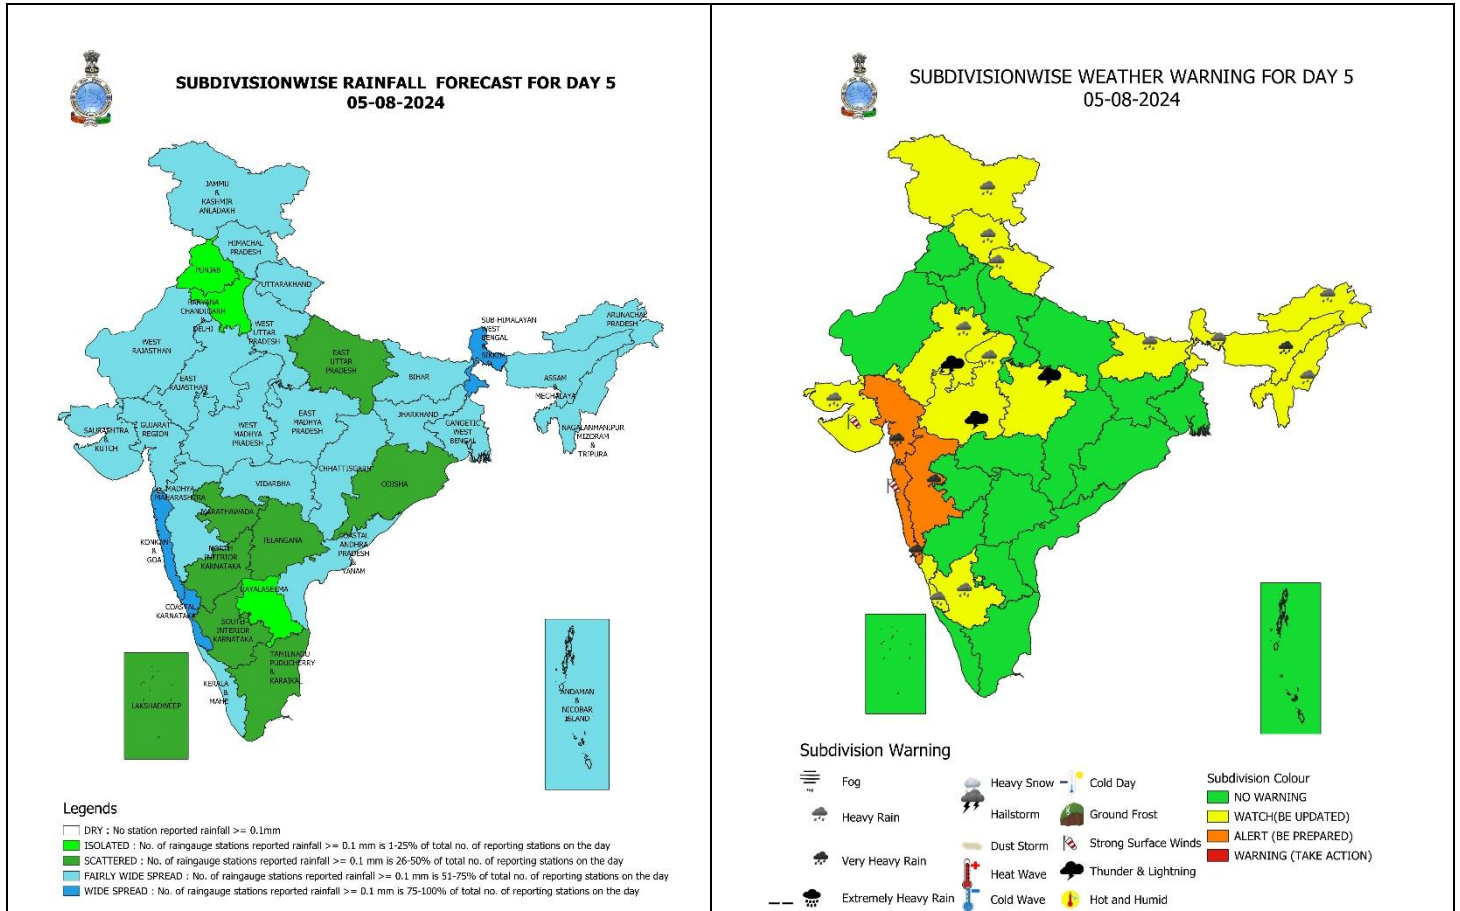 SUBDIVISIONWISE RAINFALL FORECAST FOR DAY 5
05-08-2024
JAMMU
&
KASHMIR
ANLADAKH
HIMACHAL
PRADESH
PUNJAB
UTTARAKHAND
HARYANA
CHANDIGARH
&
DELHI
WEST
UTTAR
PRADESH
WEST
RAJASTHAN
EAST
UTTAR
PRADESH
SUB-HIMALAYAN
WEST
BENGAL
&
SIKKIM
ARUNACHAL
PRADESH
EAST
RAJASTHAN
BIHAR
ASSAM
&
MEGHALAYA
NAGALANMANIPUR
MIZORAM
&
TRIPURA
SAURASHTRA
&
KUTCH
GUJARAT
REGION
WEST
MADHYA
PRADESH
EAST
MADHYA
PRADESH
JHARKHAND
GANGETIC
WEST
BENGAL
CHHATTISGARH
ODISHA
VIDARBHA
MADHYA
MAHARASHTRA
MARATHAWADA
TELANGANA
KONKAN
&
GOA
NORTH
INTERIOR
KARNATAKA
COASTAL
ANDHRA
PRADESH
&
YANAM
RAYALASEEMA
COASTAL
KARNATAKA
SOUTH
INTERIOR
KARNATAKA
TAMILNADU
PUDUCHERRY
&
KARAIKAL
KERALA
&
MAHE
LAKSHADWEEP
ANDAMAN
&
NICOBAR
ISLAND
Legends
DRY : No station reported rainfall >= 0.1mm
ISOLATED : No. of raingauge stations reported rainfall >= 0.1 mm is 1-25% of total no. of reporting stations on the day
SCATTERED : No. of raingauge stations reported rainfall >= 0.1 mm is 26-50% of total no. of reporting stations on the day
FAIRLY WIDE SPREAD : No. of raingauge stations reported rainfall >= 0.1 mm is 51-75% of total no. of reporting stations on the day
WIDE SPREAD : No. of raingauge stations reported rainfall >= 0.1 mm is 75-100% of total no. of reporting stations on the day
SUBDIVISIONWISE WEATHER WARNING FOR DAY 5
05-08-2024
Subdivision Warning
Fog
Heavy Rain
Very Heavy Rain
Extremely Heavy Rain
Heavy Snow
Hailstorm
Dust Storm
Heat Wave
Cold Wave
Cold Day
Ground Frost
Strong Surface Winds
Thunder & Lightning
Hot and Humid
Subdivision Colour
NO WARNING
WATCH(BE UPDATED)
ALERT (BE PREPARED)
WARNING (TAKE ACTION)